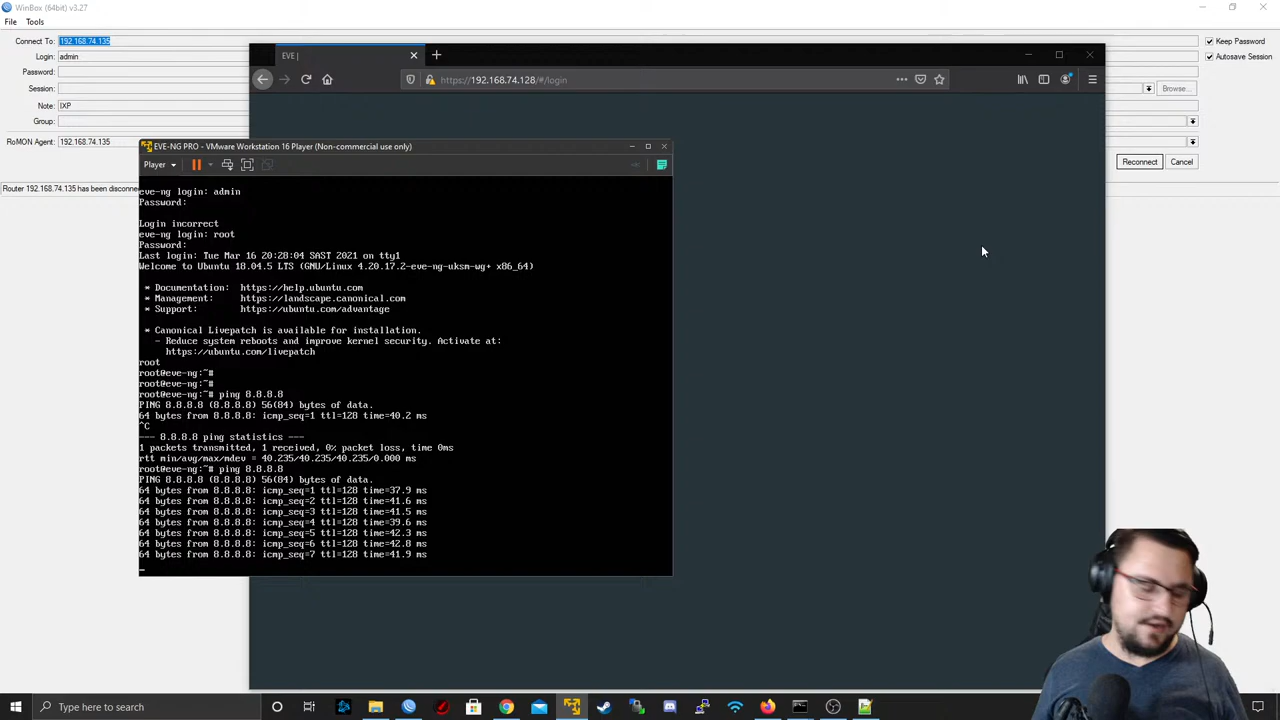 WinBox (64bit) v3.27
File Tools
Connect To: 192.168.74.135
Login: admin
Password:
Session:
Note: IXP
Group:
RoMON Agent: 192.168.74.135
Keep Password
Autosave Session
Browse...
Reconnect Cancel
Router 192.168.74.135 has been disconne
EVE |
https://192.168.74.128/#/login
EVE-NG PRO - VMware Workstation 16 Player (Non-commercial use only)
Player
eve-ng login: admin
Password:
Login incorrect
eve-ng login: root
Password:
Last login: Tue Mar 16 20:28:04 SAST 2021 on tty1
Welcome to Ubuntu 18.04.5 LTS (GNU/Linux 4.20.17.2-eve-ng-uksm-wg+ x86_64)
* Documentation: https://help.ubuntu.com
* Management: https://landscape.canonical.com
* Support: https://ubuntu.com/advantage
* Canonical Livepatch is available for installation.
- Reduce system reboots and improve kernel security. Activate at:
https://ubuntu.com/livepatch
root
root@eve-ng:~#
root@eve-ng:~#
root@eve-ng:~# ping 8.8.8.8
PING 8.8.8.8 (8.8.8.8) 56(84) bytes of data.
64 bytes from 8.8.8.8: icmp_seq=1 ttl=128 time=40.2 ms
^C
--- 8.8.8.8 ping statistics ---
1 packets transmitted, 1 received, 0% packet loss, time 0ms
rtt min/avg/max/mdev = 40.235/40.235/40.235/0.000 ms
root@eve-ng:~# ping 8.8.8.8
PING 8.8.8.8 (8.8.8.8) 56(84) bytes of data.
64 bytes from 8.8.8.8: icmp_seq=1 ttl=128 time=37.9 ms
64 bytes from 8.8.8.8: icmp_seq=2 ttl=128 time=41.6 ms
64 bytes from 8.8.8.8: icmp_seq=3 ttl=128 time=41.5 ms
64 bytes from 8.8.8.8: icmp_seq=4 ttl=128 time=39.6 ms
64 bytes from 8.8.8.8: icmp_seq=5 ttl=128 time=42.3 ms
64 bytes from 8.8.8.8: icmp_seq=6 ttl=128 time=42.8 ms
64 bytes from 8.8.8.8: icmp_seq=7 ttl=128 time=41.9 ms
Type here to search